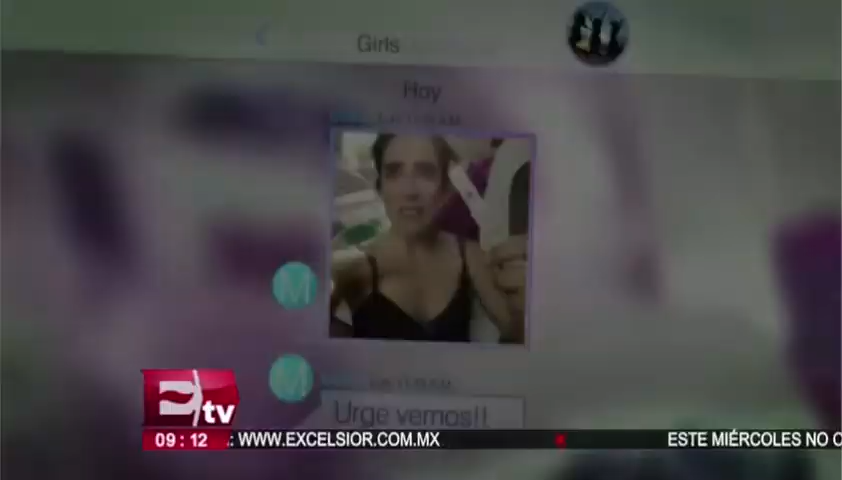 Girls
Hoy
M
M
Urge vernos!!
tv
09:12 : WWW.EXCELSIOR.COM.MX ESTE MIÉRCOLES NO